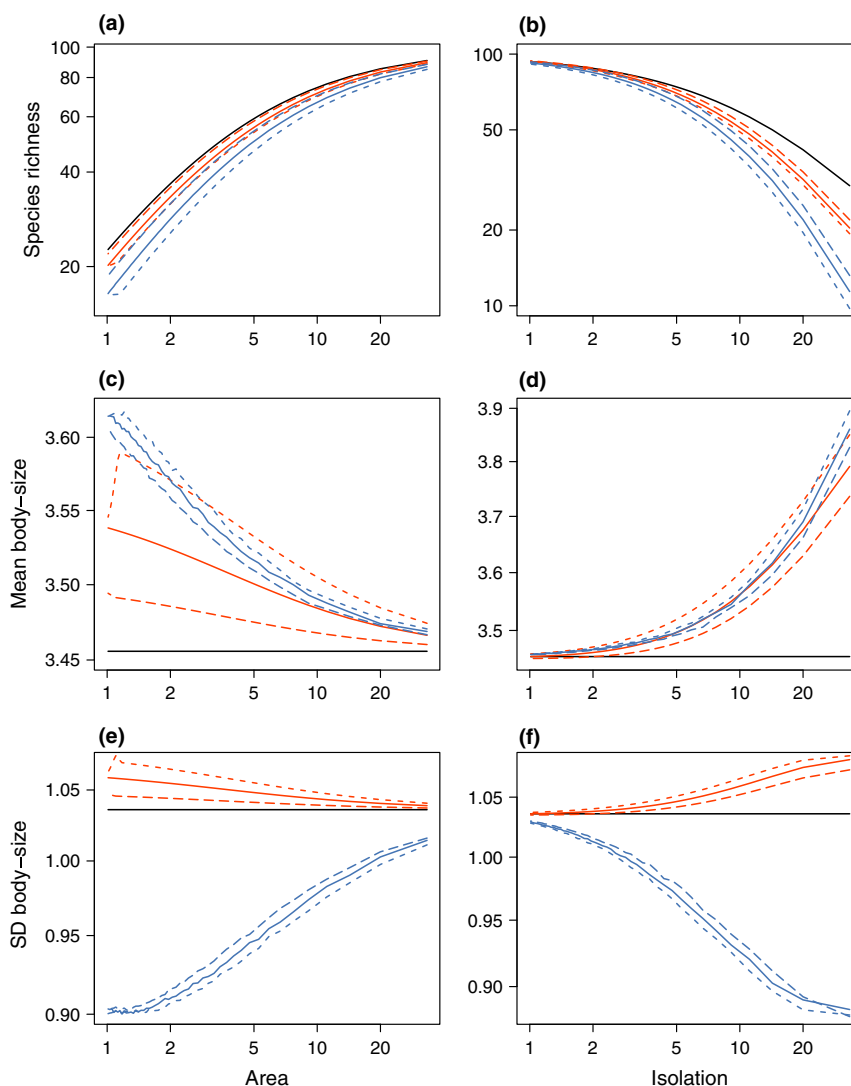 (a)
(b)
Species richness
100
80
60
40
20
1 2 5 10 20
100
50
20
10
1 2 5 10 20
(c)
(d)
Mean body-size
3.60
3.55
3.50
3.45
1 2 5 10 20
3.9
3.8
3.7
3.6
3.5
1 2 5 10 20
(e)
(f)
SD body-size
1.05
1.00
0.95
0.90
1 2 5 10 20
Area
1.05
1.00
0.95
0.90
1 2 5 10 20
Isolation